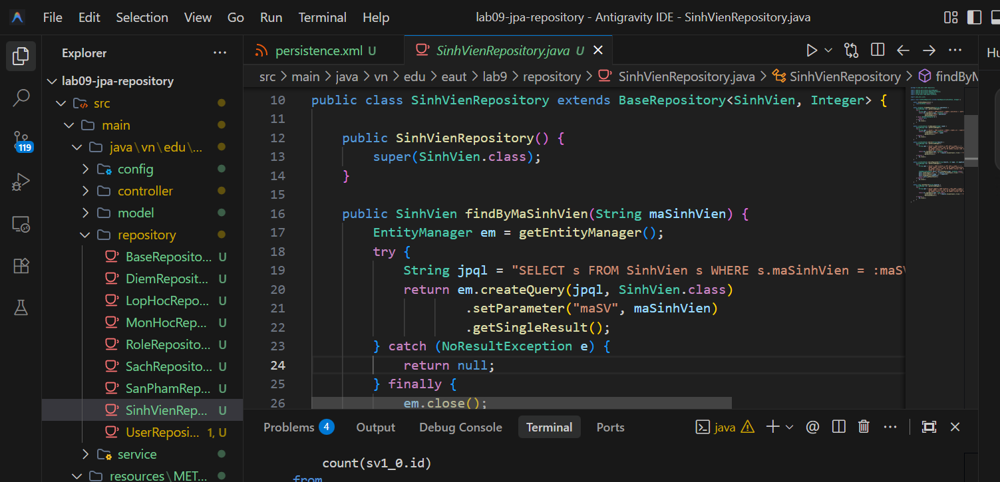 File Edit Selection View Go Run Terminal Help lab09-jpa-repository - Antigravity IDE - SinhVienRepository.java
Explorer ...
lab09-jpa-repository
src
main
java\vn\edu\...
config
controller
model
repository
BaseReposito... U
DiemReposit... U
LopHocRepo... U
MonHocRep... U
RoleReposito... U
SachReposito... U
SanPhamRep... U
SinhVienRep... U
UserReposi... 1, U
service
resources\MET...
119
persistence.xml U SinhVienRepository.java U
src > main > java > vn > edu > eaut > lab9 > repository > SinhVienRepository.java > SinhVienRepository > findByM
10 public class SinhVienRepository extends BaseRepository<SinhVien, Integer> {
11
12 public SinhVienRepository() {
13 super(SinhVien.class);
14 }
15
16 public SinhVien findByMaSinhVien(String maSinhVien) {
17 EntityManager em = getEntityManager();
18 try {
19 String jpql = "SELECT s FROM SinhVien s WHERE s.maSinhVien = :maSV
20 return em.createQuery(jpql, SinhVien.class)
21 .setParameter("maSV", maSinhVien)
22 .getSingleResult();
23 } catch (NoResultException e) {
24 return null;
25 } finally {
26 em.close();
Problems 4 Output Debug Console Terminal Ports java
count(sv1_0.id)
from